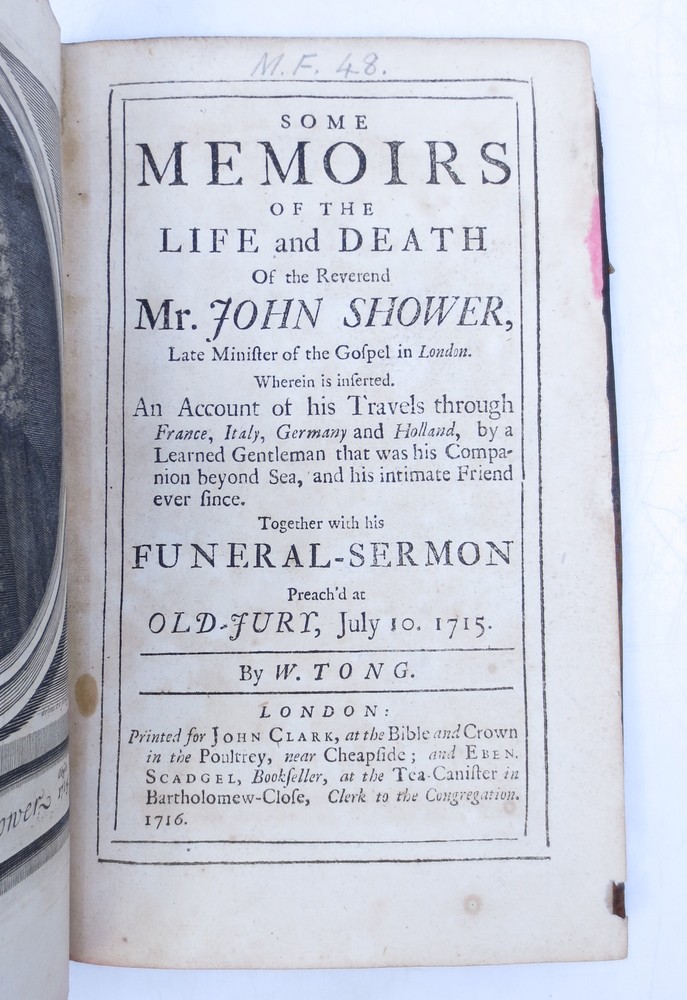 M.F. 48.
SOME
MEMOIRS
OF THE
LIFE and DEATH
Of the Reverend
Mr. JOHN SHOWER,
Late Miniſter of the Goſpel in London.
Wherein is inſerted.
An Account of his Travels through
France, Italy, Germany and Holland, by a
Learned Gentleman that was his Compa-
nion beyond Sea, and his intimate Friend
ever ſince.
Together with his
FUNERAL-SERMON
Preach'd at
OLD-JURY, July 10. 1715.
By W. TONG.
LONDON:
Printed for JOHN CLARK, at the Bible and Crown
in the Poultrey, near Cheapſide; and EBEN.
SCADGEL, Bookſeller, at the Tea-Caniſter in
Bartholomew-Cloſe, Clerk to the Congregation.
1716.